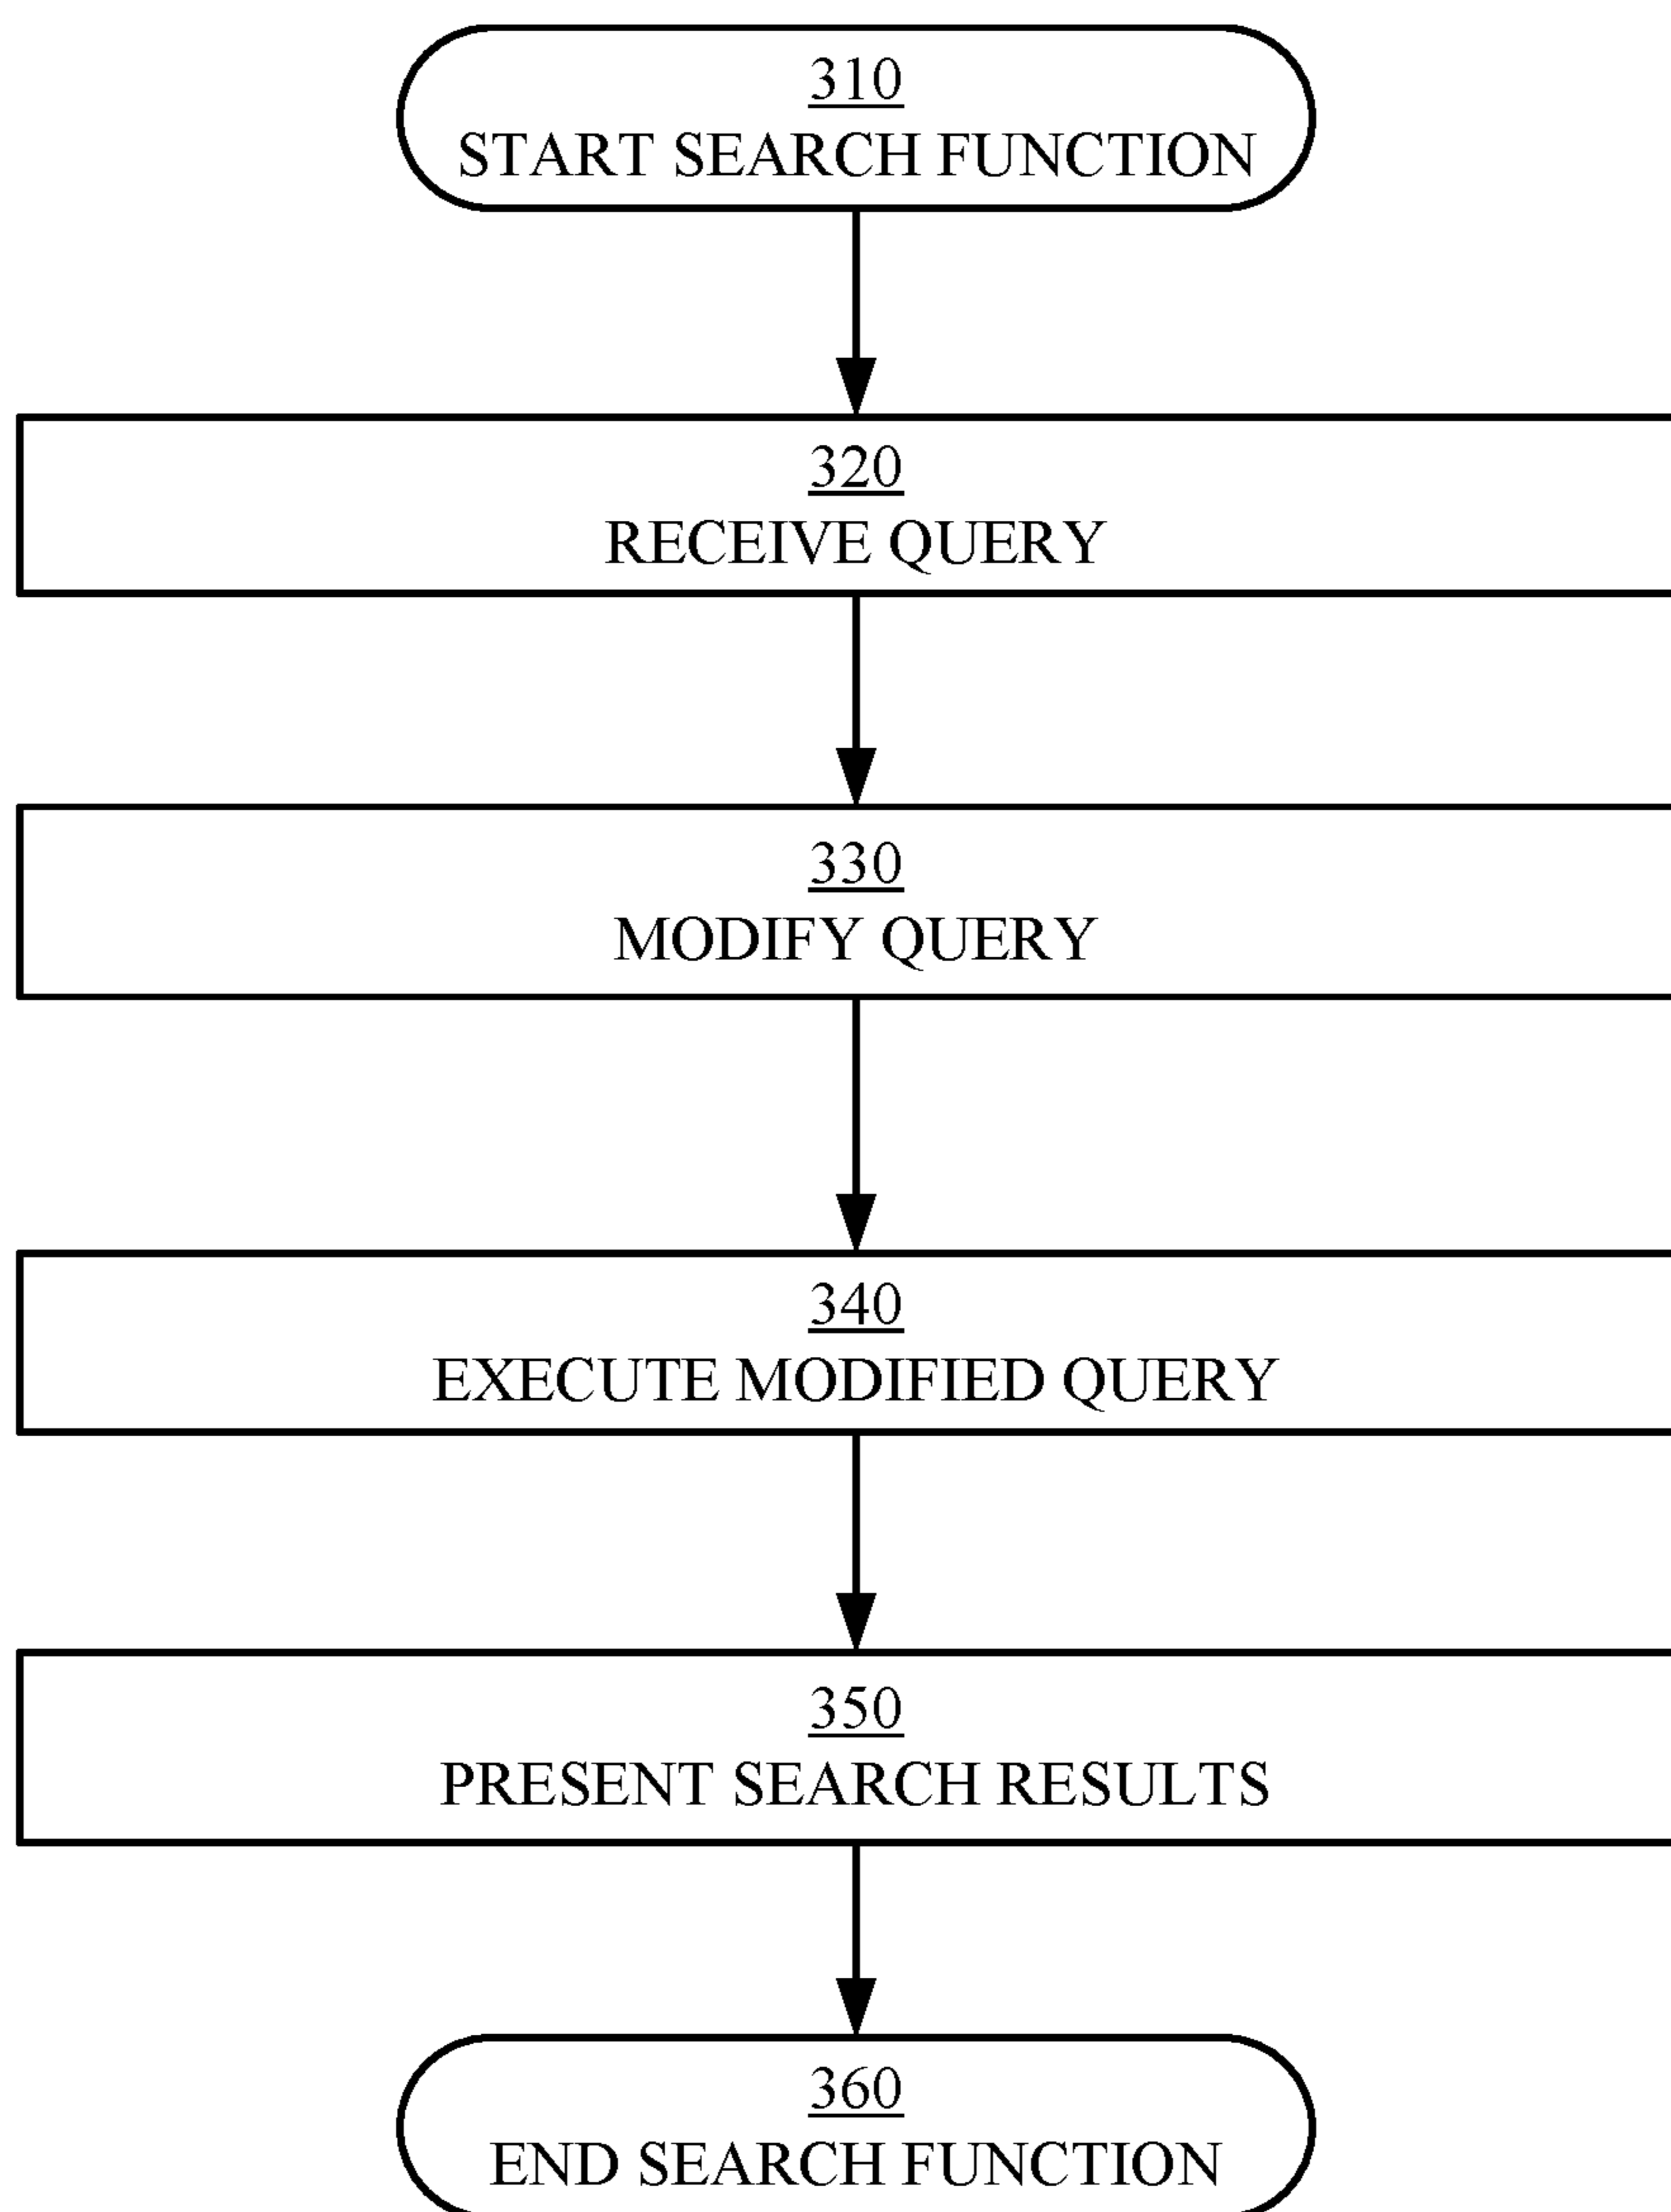 310
START SEARCH FUNCTION
320
RECEIVE QUERY
330
MODIFY QUERY
340
EXECUTE MODIFIED QUERY
350
PRESENT SEARCH RESULTS
360
END SEARCH FUNCTION